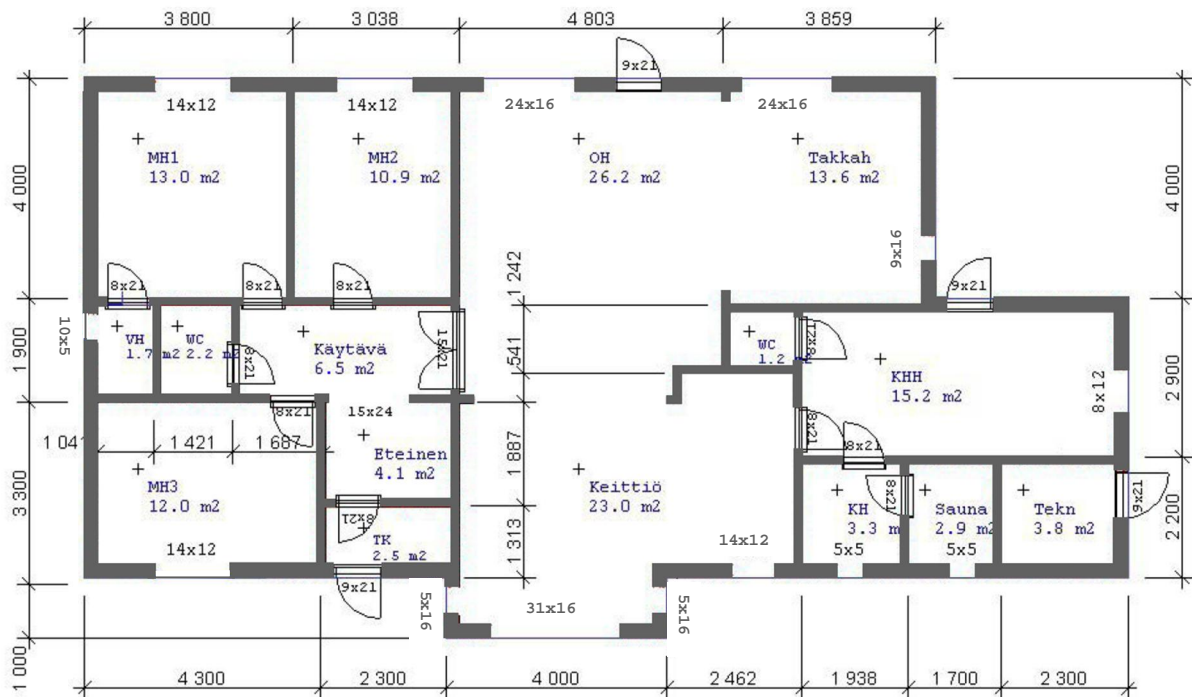 3 800
3 038
4 803
3 859
9x21
14x12
14x12
24x16
24x16
MH1
13.0 m2
MH2
10.9 m2
OH
26.2 m2
Takkah
13.6 m2
4 000
4 000
9x16
1 242
8x21
8x21
8x21
9x21
10x5
VH
1.7 m2
WC
2.2 m2
8x21
Käytävä
6.5 m2
15x21
541
WC
1.2
8x21
KHH
15.2 m2
8x12
1 900
2 900
8x21
15x24
8x21
8x21
1 041
1 421
1 687
Eteinen
4.1 m2
1 887
MH3
12.0 m2
Keittiö
23.0 m2
KH
3.3 m2
8x21
Sauna
2.9 m2
Tekn
3.8 m2
9x21
3 300
2 200
8x21
TK
2.5 m2
1 313
14x12
14x12
5x5
5x5
9x21
5x16
31x16
5x16
1 000
4 300
2 300
4 000
2 462
1 938
1 700
2 300